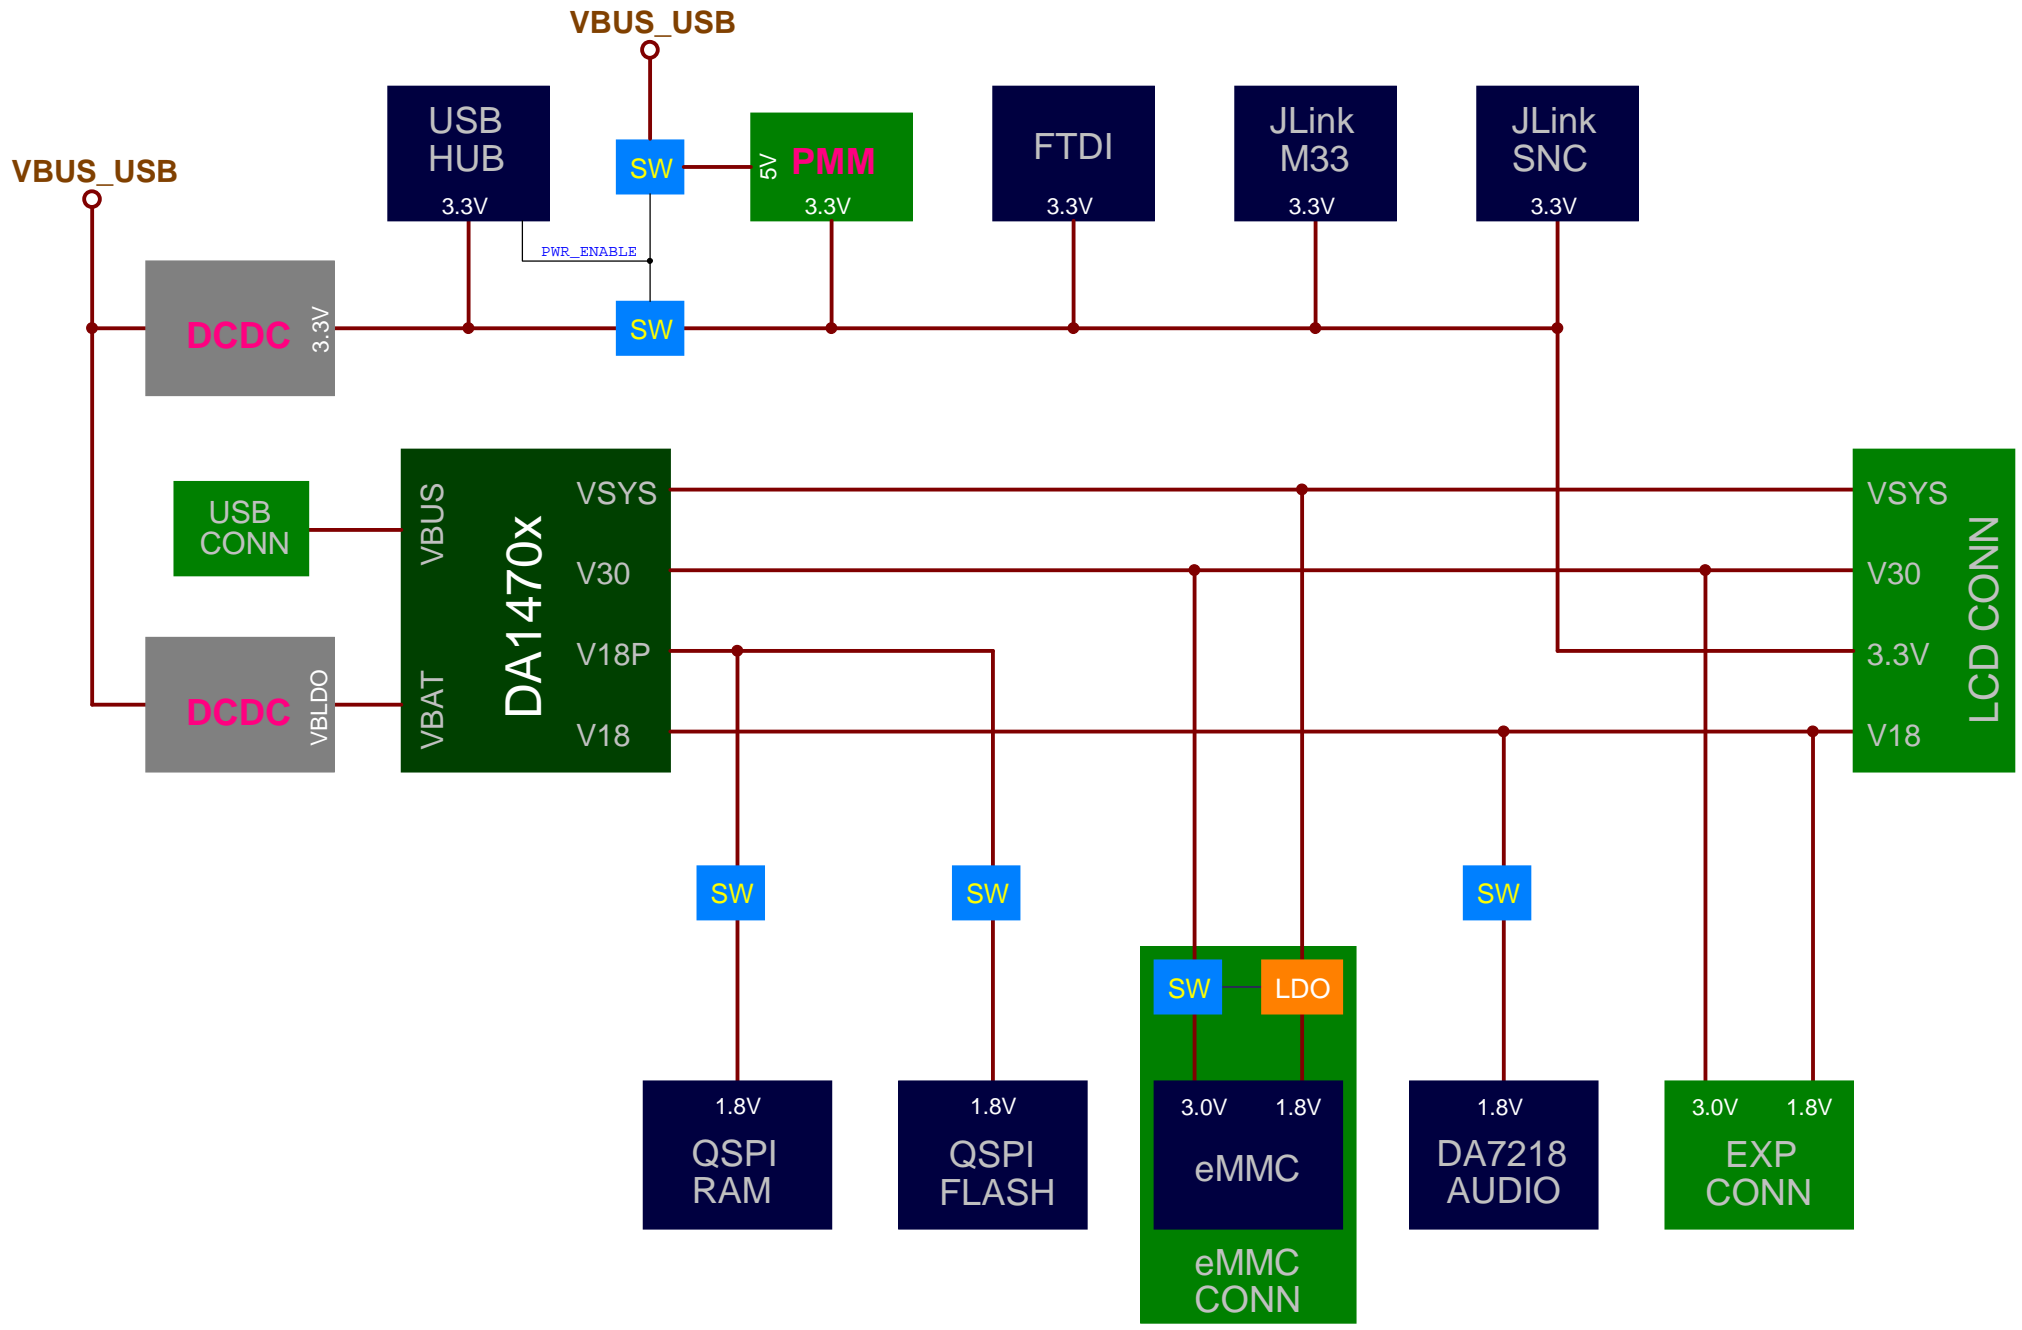 VBUS_USB
USB
HUB
3.3V
SW
5V
PMM
3.3V
FTDI
3.3V
JLink
M33
3.3V
JLink
SNC
3.3V
VBUS_USB
PWR_ENABLE
DCDC
3.3V
SW
USB
CONN
VBUS
VBAT
DA1470x
VSYS
V30
V18P
V18
VSYS
V30
3.3V
V18
LCD CONN
DCDC
VBLDO
SW
SW
SW
SW
LDO
1.8V
QSPI
RAM
1.8V
QSPI
FLASH
3.0V
1.8V
eMMC
eMMC
CONN
1.8V
DA7218
AUDIO
3.0V
1.8V
EXP
CONN